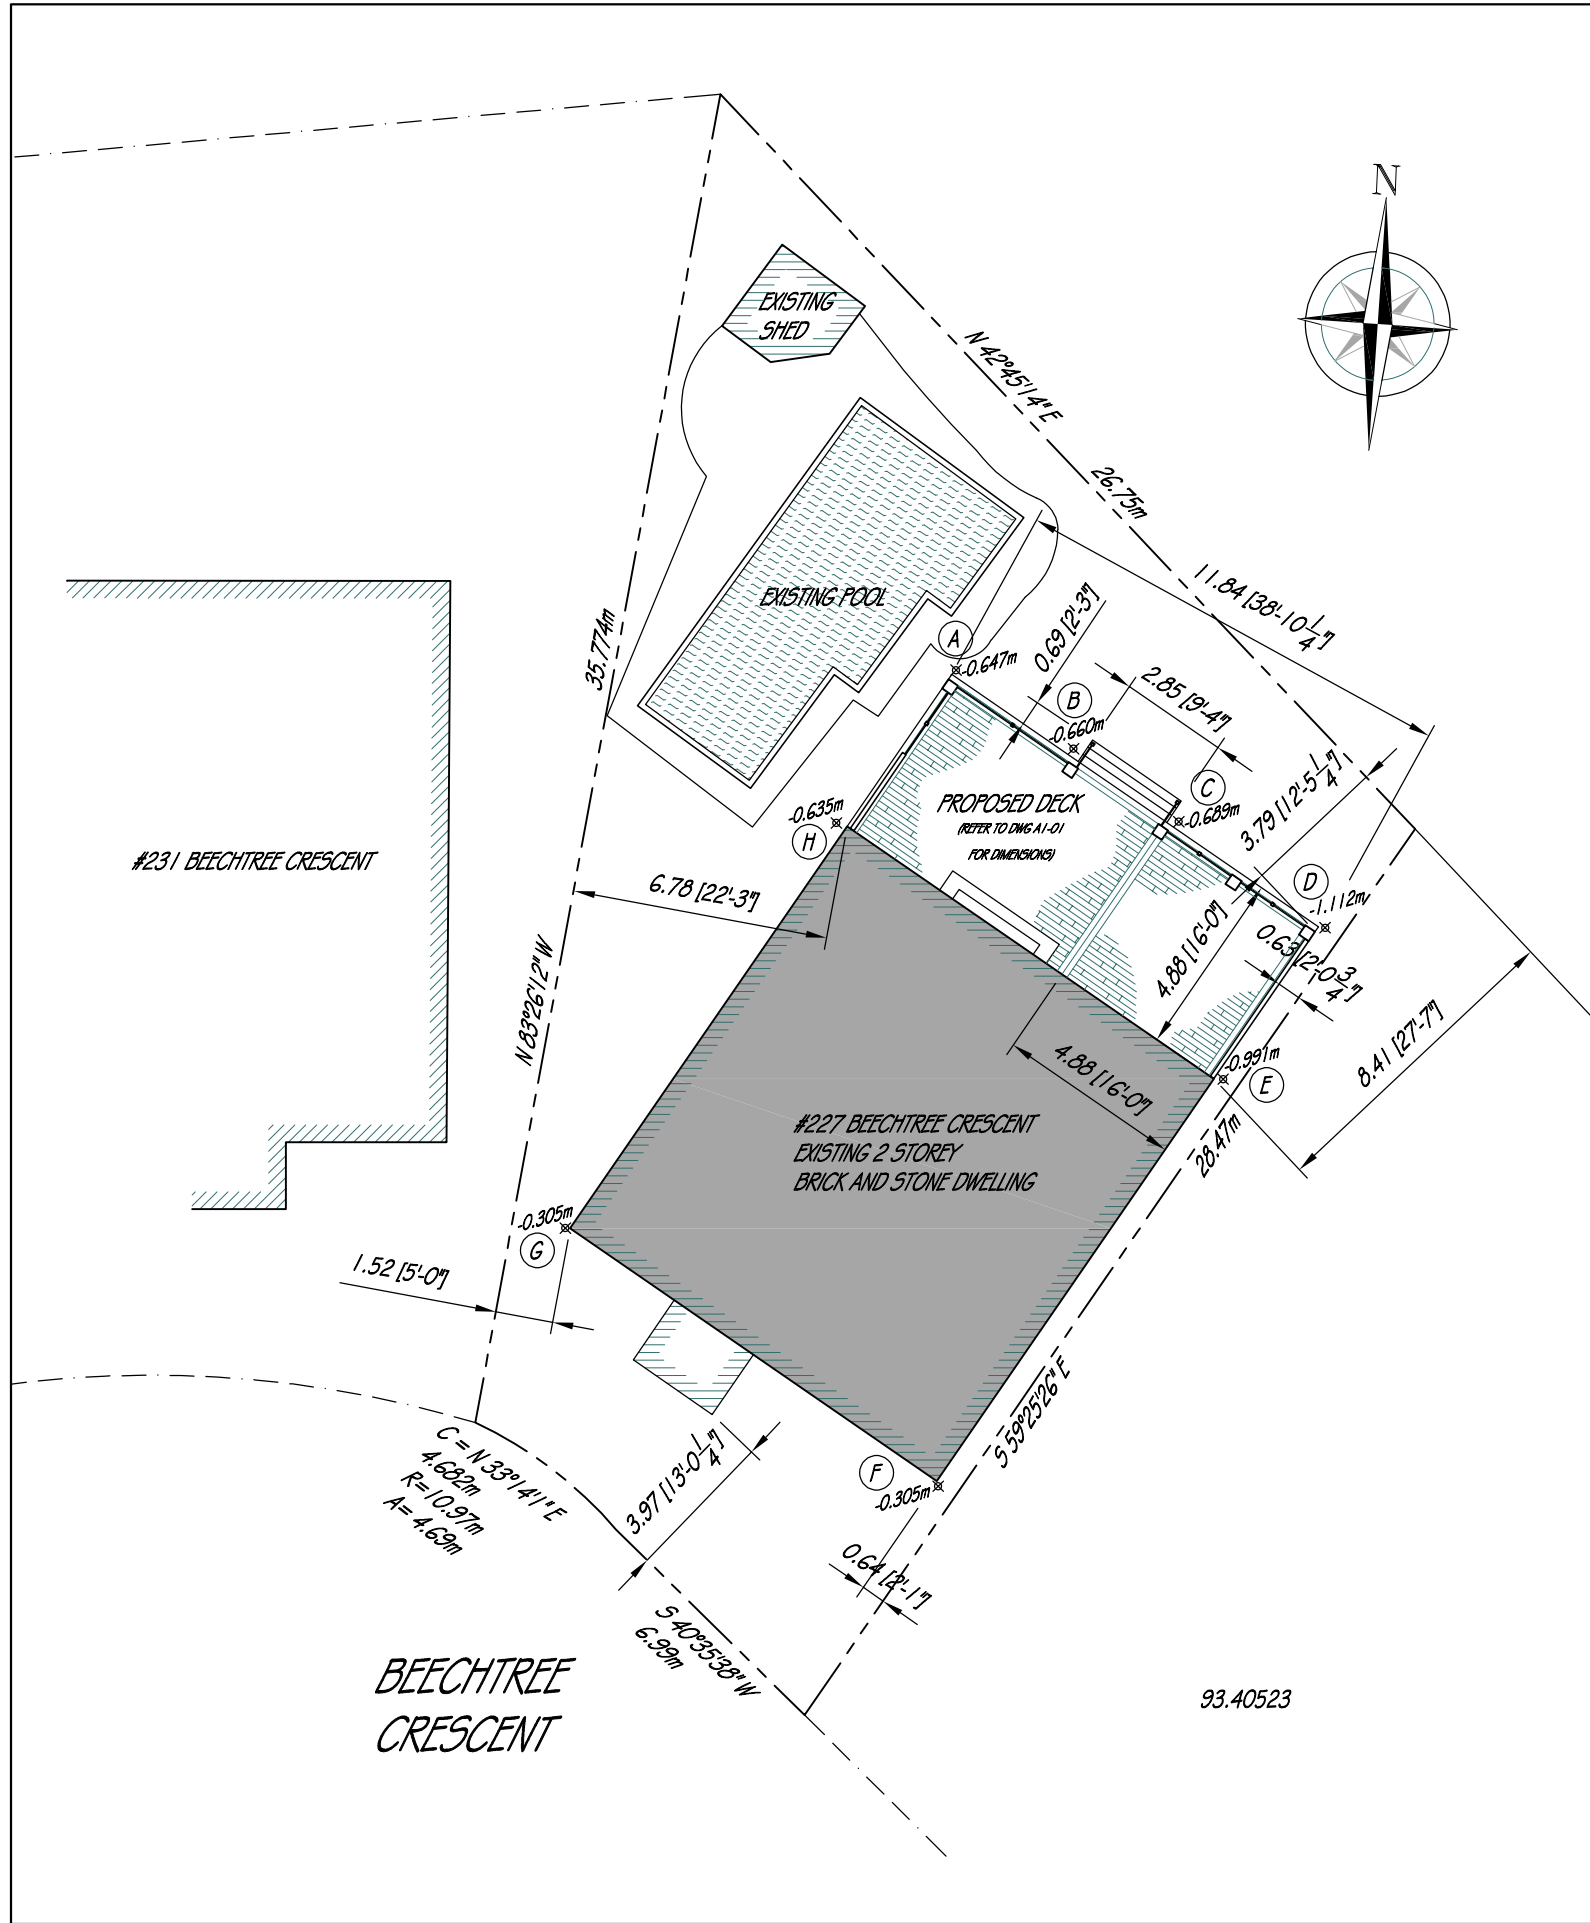 N
EXISTING
SHED
N 42°45'14" E
26.75m
11.84 [38'-10 1/4"]
EXISTING POOL
35.774m
A
-0.647m
0.69 [2'-3"]
B
-0.660m
2.85 [9'-4"]
C
-0.689m
3.79 [12'-5 1/4"]
PROPOSED DECK
(REFER TO DWG A1-01
FOR DIMENSIONS)
-0.635m
H
#231 BEECHTREE CRESCENT
6.78 [22'-3"]
D
-1.112m
0.63 [2'-0 3/4"]
4.88 [16'-0"]
N 83°26'12" W
8.41 [27'-7"]
4.88 [16'-0"]
-0.991m
E
#227 BEECHTREE CRESCENT
EXISTING 2 STOREY
BRICK AND STONE DWELLING
28.47m
-0.305m
G
1.52 [5'-0"]
S 59°25'26" E
C = N 33°14'1" E
4.682m
R=10.97m
A= 4.69m
3.97 [13'-0 1/4"]
F
-0.305m
0.64 [2'-1"]
S 40°35'38" W
6.99m
BEECHTREE
CRESCENT
93.40523